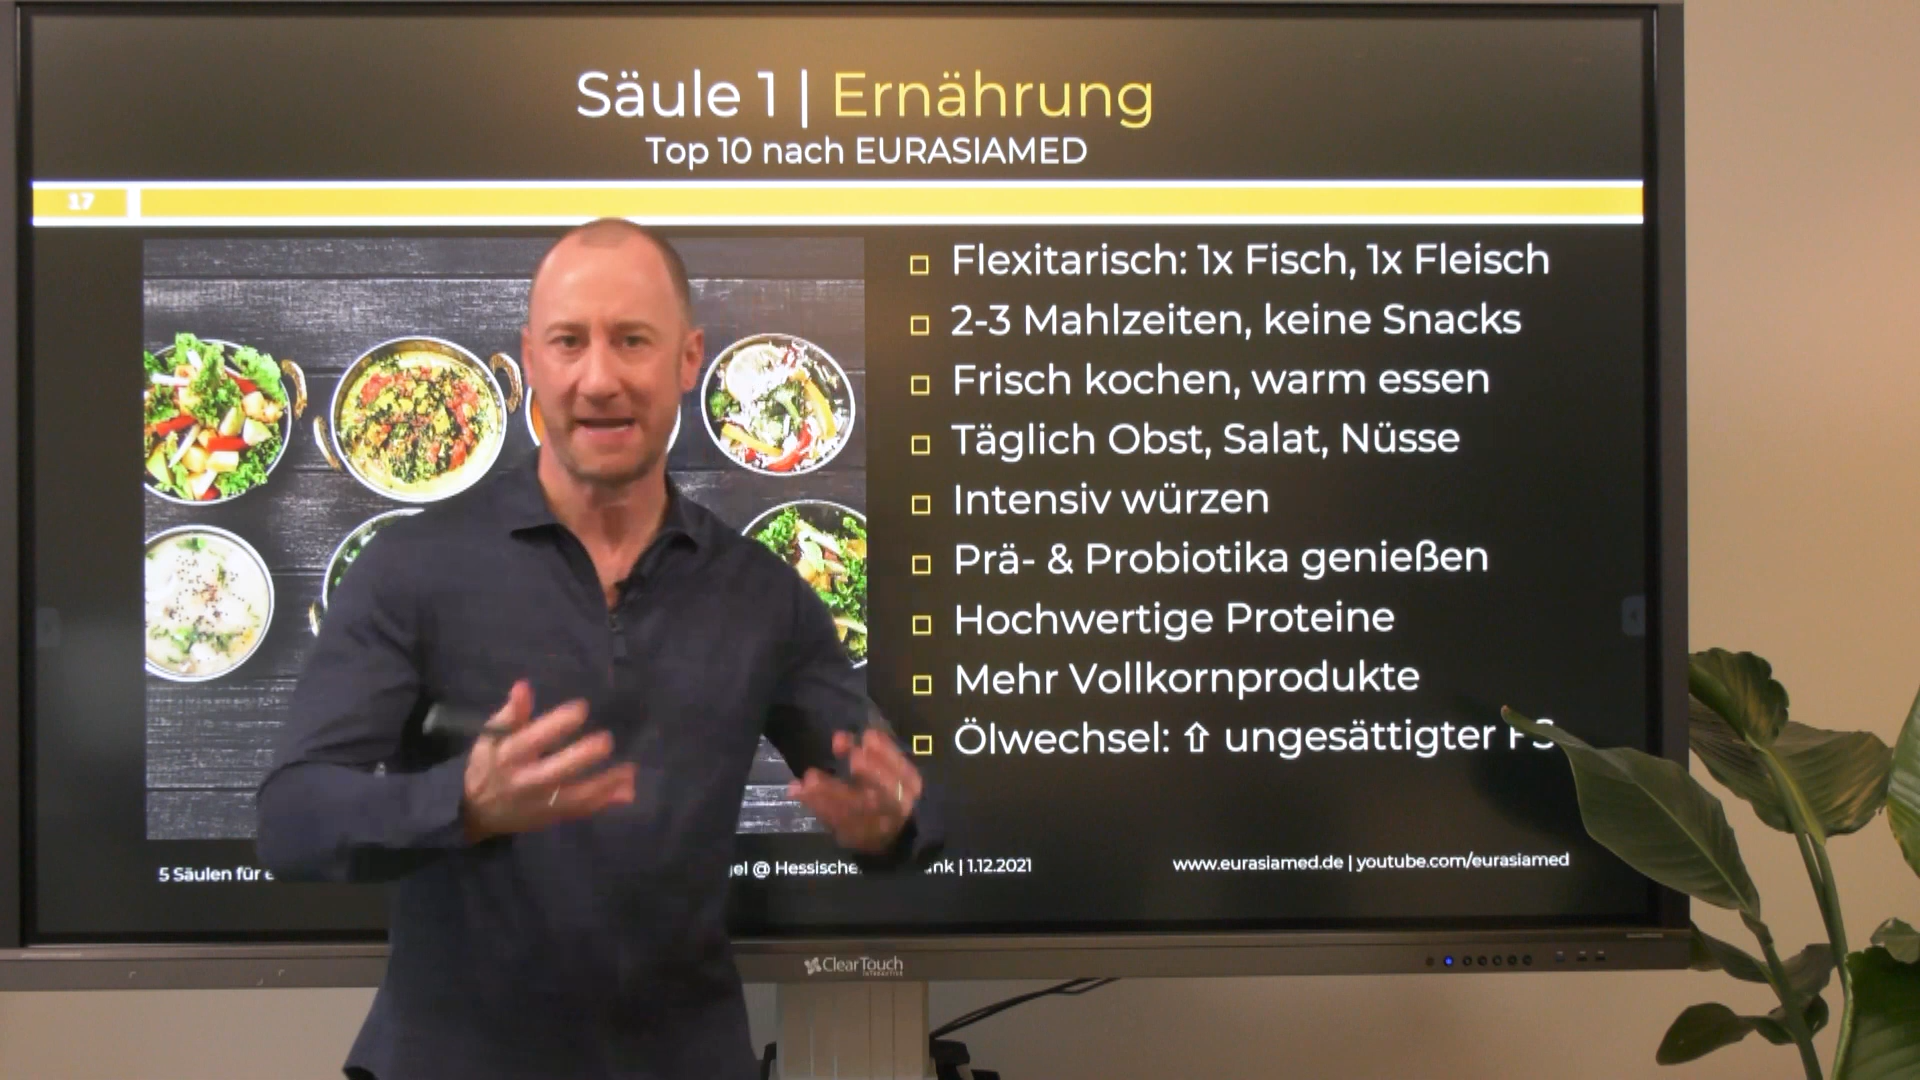 Säule 1 | Ernährung
Top 10 nach EURASIAMED
17
Flexitarisch: 1x Fisch, 1x Fleisch
2-3 Mahlzeiten, keine Snacks
Frisch kochen, warm essen
Täglich Obst, Salat, Nüsse
Intensiv würzen
Prä- & Probiotika genießen
Hochwertige Proteine
Mehr Vollkornprodukte
Ölwechsel: ⇧ ungesättigter FS
5 Säulen für
@ Hessische | 1.12.2021
www.eurasiamed.de | youtube.com/eurasiamed
ClearTouch
INTERACTIVE